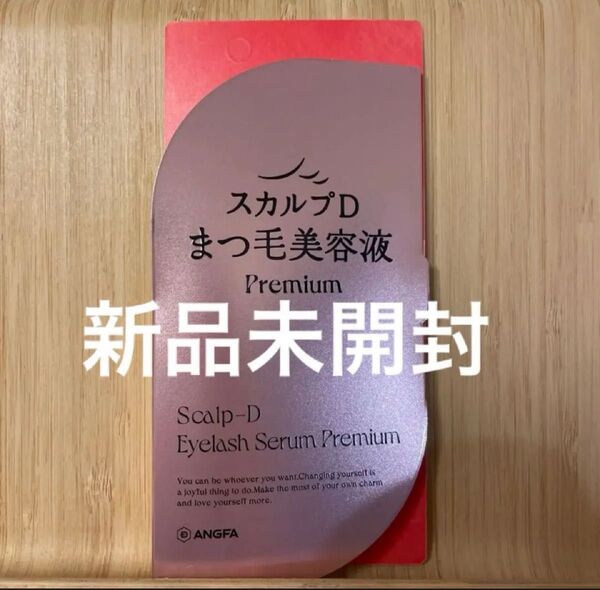 スカルプD
まつ毛美容液
Premium
新品未開封
Scalp-D
Eyelash Serum Premium
You can be whoever you want.Changing yourself is
a joyful thing to do.Make the most of your own charm
and love yourself more.
ANGFA